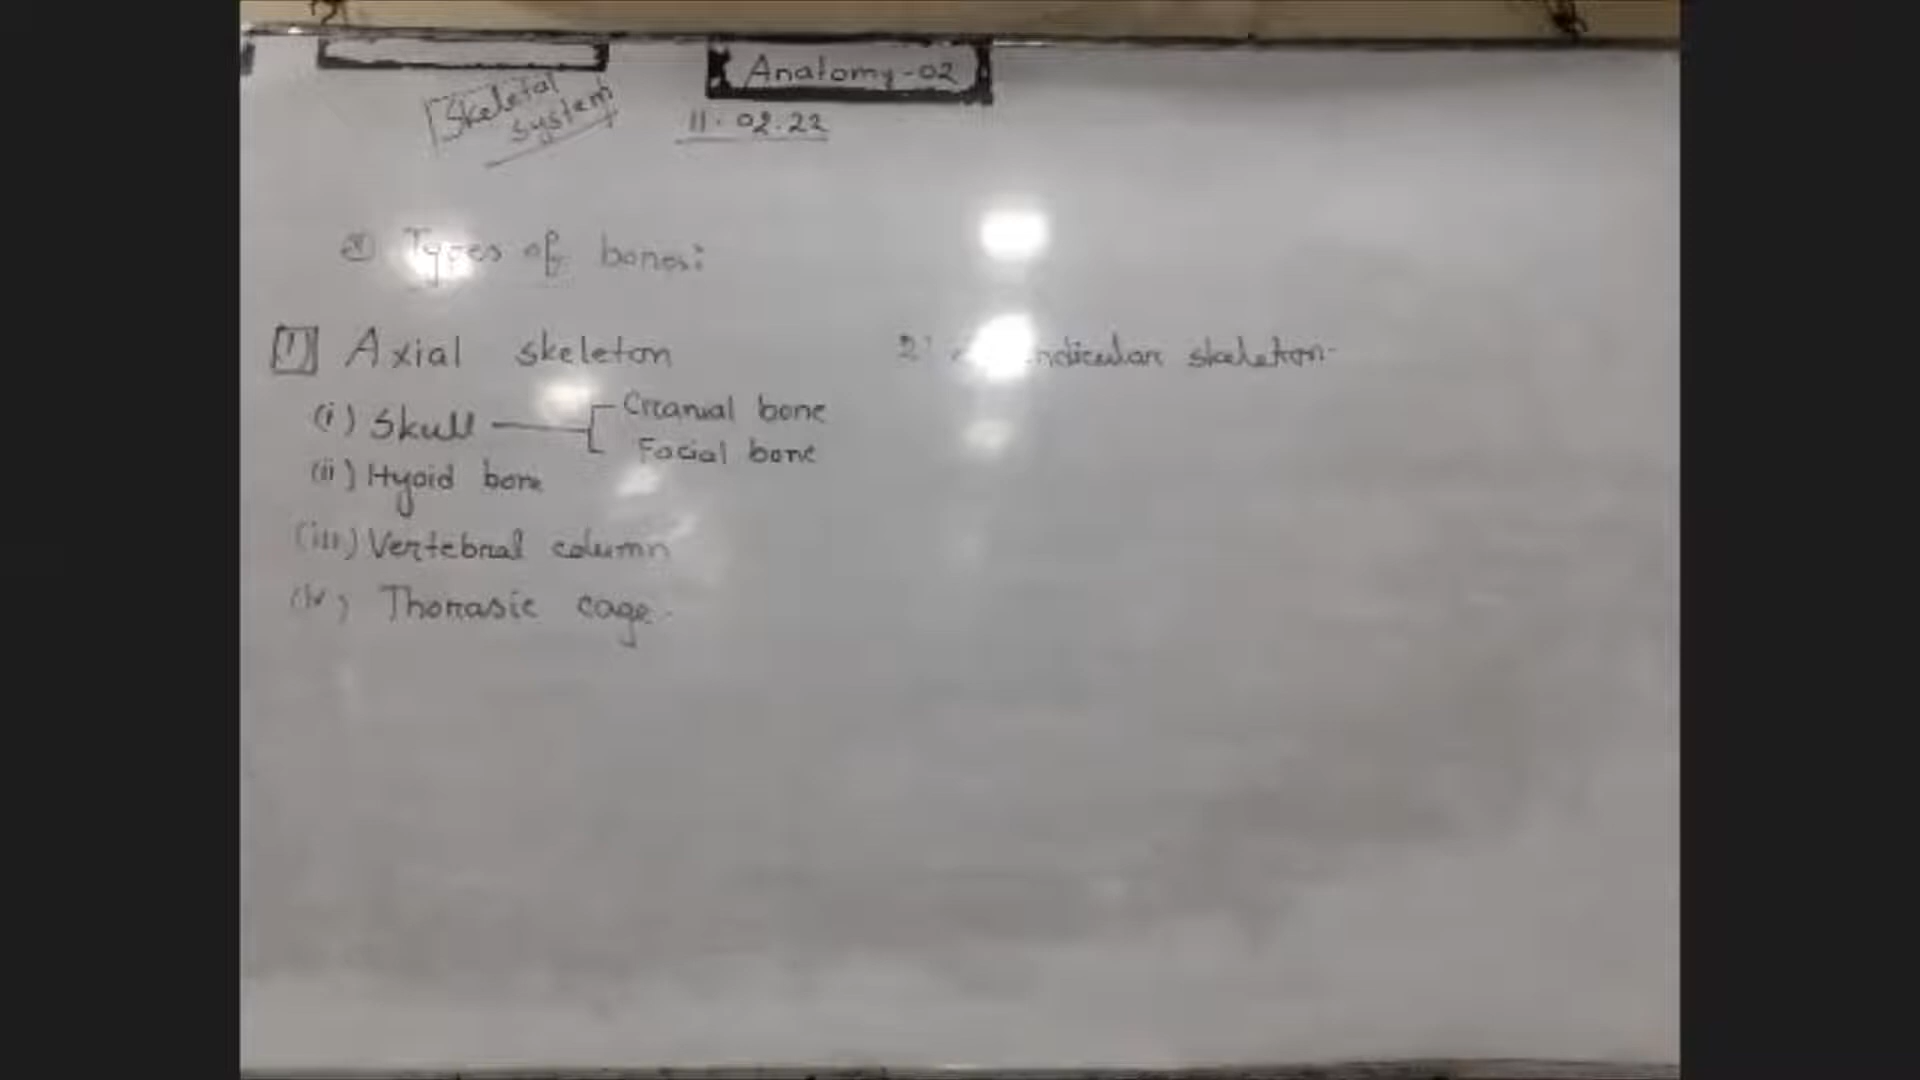 Anatomy-02
Skeletal
system
11.02.22
Types of bones:
1 Axial skeleton
(i) Skull
Cranial bone
Facial bone
(ii) Hyoid bone
(iii) Vertebral column
(iv) Thorasic cage.
2. skeleton.